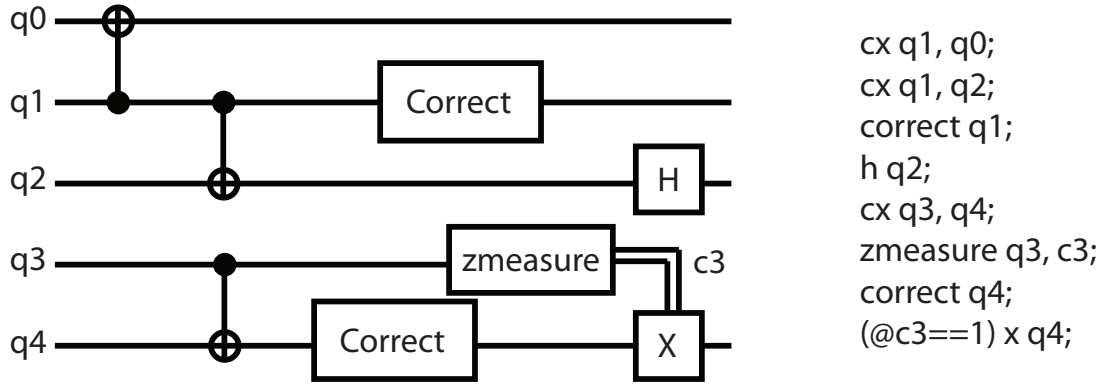 q0
q1
Correct
q2
H
q3
zmeasure
c3
q4
Correct
X
cx q1, q0;
cx q1, q2;
correct q1;
h q2;
cx q3, q4;
zmeasure q3, c3;
correct q4;
(@c3==1) x q4;